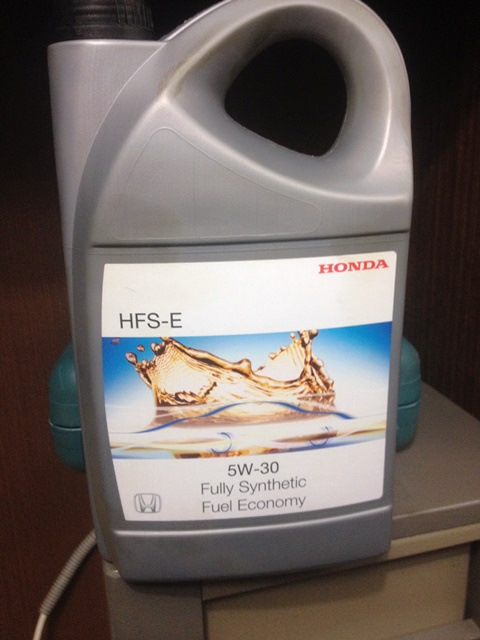 HONDA
HFS-E
5W-30
Fully Synthetic
Fuel Economy